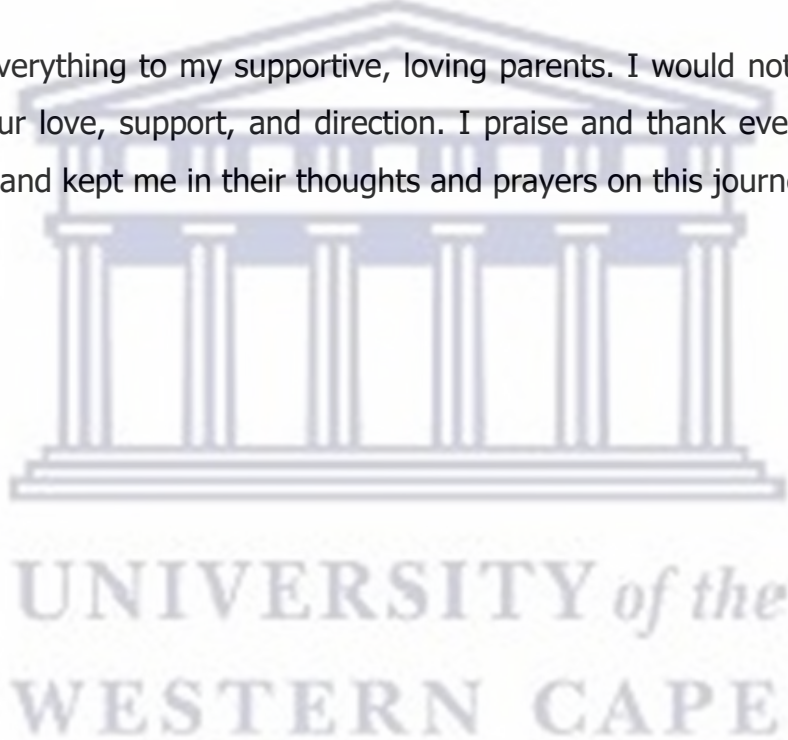 verything to my supportive, loving parents. I would not
ur love, support, and direction. I praise and thank eve
and kept me in their thoughts and prayers on this journ
UNIVERSITY of the
WESTERN CAPE